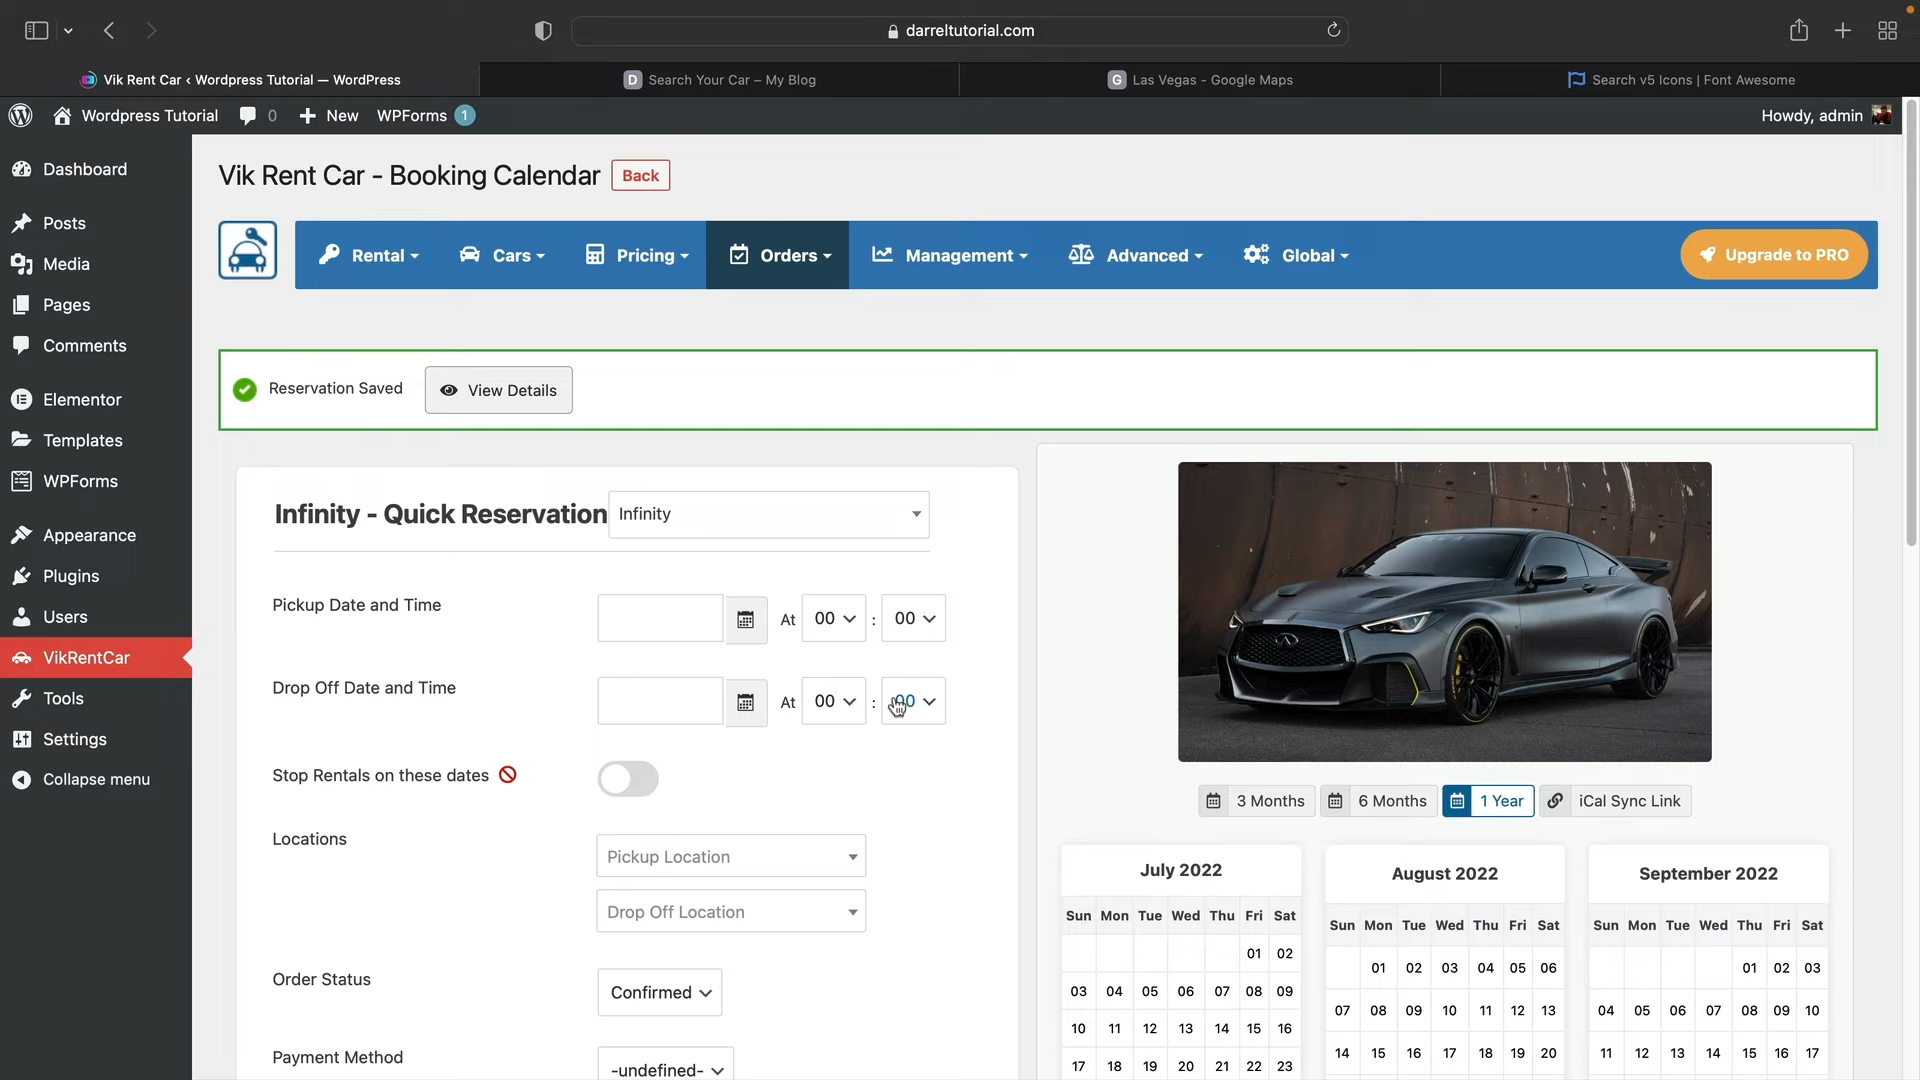 darreltutorial.com
Vik Rent Car ‹ Wordpress Tutorial — WordPress
D Search Your Car – My Blog
G Las Vegas - Google Maps
Search v5 Icons | Font Awesome
Wordpress Tutorial 0 New WPForms 1 Howdy, admin
Dashboard
Posts
Media
Pages
Comments
Elementor
Templates
WPForms
Appearance
Plugins
Users
VikRentCar
Tools
Settings
Collapse menu
Vik Rent Car - Booking Calendar Back
Rental Cars Pricing Orders Management Advanced Global Upgrade to PRO
Reservation Saved View Details
Infinity - Quick Reservation Infinity
Pickup Date and Time At 00 : 00
Drop Off Date and Time At 00 : 00
Stop Rentals on these dates
Locations
Pickup Location
Drop Off Location
Order Status Confirmed
Payment Method -undefined-
3 Months 6 Months 1 Year iCal Sync Link
July 2022
Sun Mon Tue Wed Thu Fri Sat
01 02
03 04 05 06 07 08 09
10 11 12 13 14 15 16
17 18 19 20 21 22 23
August 2022
Sun Mon Tue Wed Thu Fri Sat
01 02 03 04 05 06
07 08 09 10 11 12 13
14 15 16 17 18 19 20
September 2022
Sun Mon Tue Wed Thu Fri Sat
01 02 03
04 05 06 07 08 09 10
11 12 13 14 15 16 17